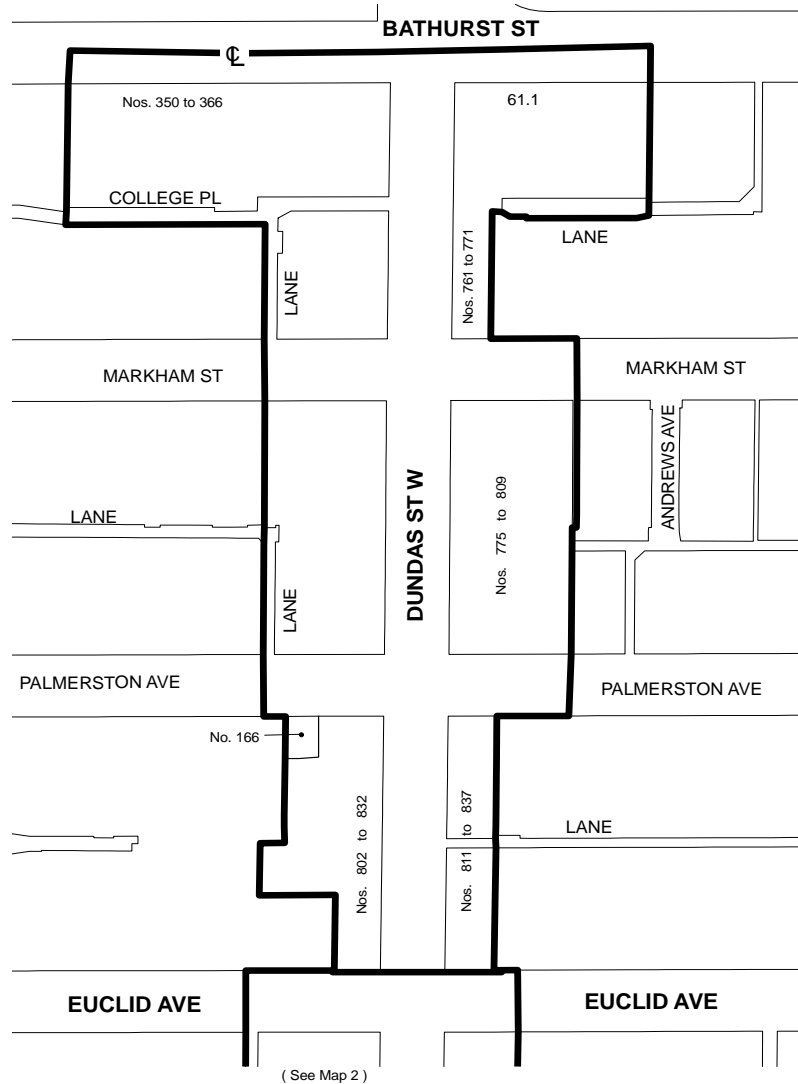 BATHURST ST
℄
Nos. 350 to 366
61.1
COLLEGE PL
LANE
LANE
Nos. 761 to 771
MARKHAM ST
MARKHAM ST
ANDREWS AVE
DUNDAS ST W
Nos. 775 to 809
LANE
LANE
PALMERSTON AVE
PALMERSTON AVE
No. 166
Nos. 802 to 832
Nos. 811 to 837
LANE
EUCLID AVE
EUCLID AVE
( See Map 2 )